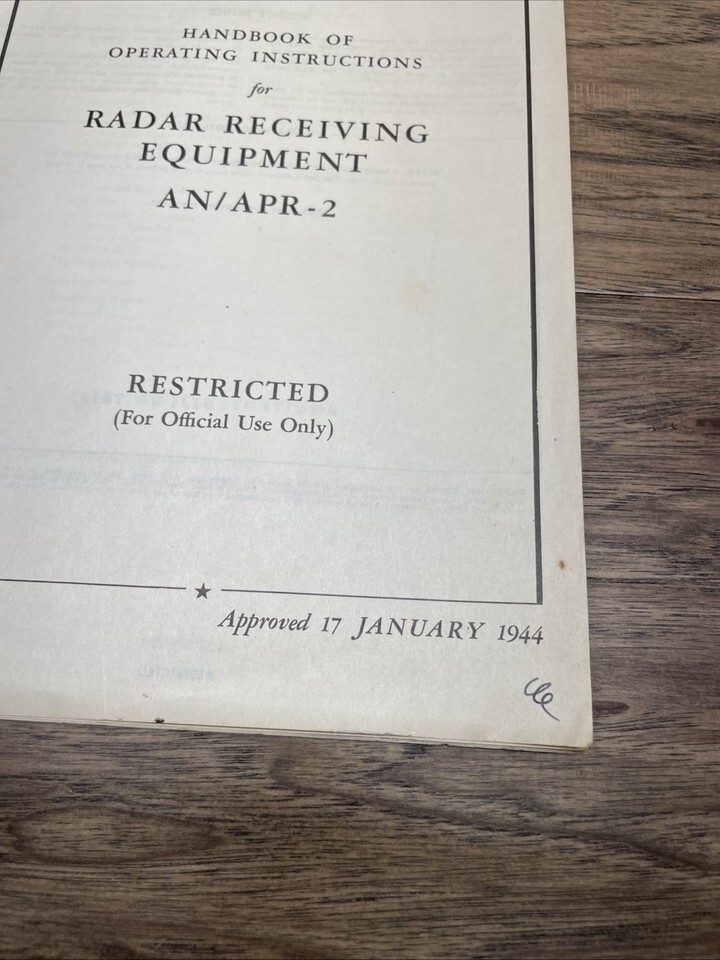 HANDBOOK OF
OPERATING INSTRUCTIONS
for
RADAR RECEIVING
EQUIPMENT
AN/APR-2
RESTRICTED
(For Official Use Only)
Approved 17 JANUARY 1944